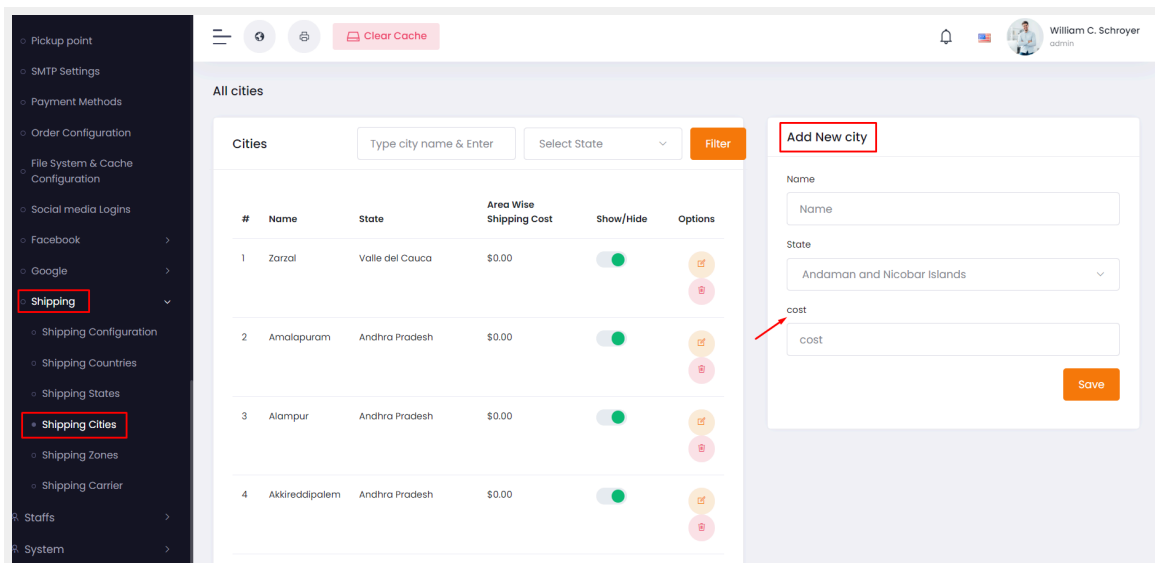 Pickup point
SMTP Settings
Payment Methods
Order Configuration
File System & Cache
Configuration
Social media Logins
Facebook
Google
Shipping
Shipping Configuration
Shipping Countries
Shipping States
Shipping Cities
Shipping Zones
Shipping Carrier
Staffs
System
Clear Cache
William C. Schroyer
admin
All cities
Cities
Type city name & Enter
Select State
Filter
# Name State Area Wise Shipping Cost Show/Hide Options
1 Zarzal Valle del Cauca $0.00
2 Amalapuram Andhra Pradesh $0.00
3 Alampur Andhra Pradesh $0.00
4 Akkireddipalem Andhra Pradesh $0.00
Add New city
Name
Name
State
Andaman and Nicobar Islands
cost
cost
Save